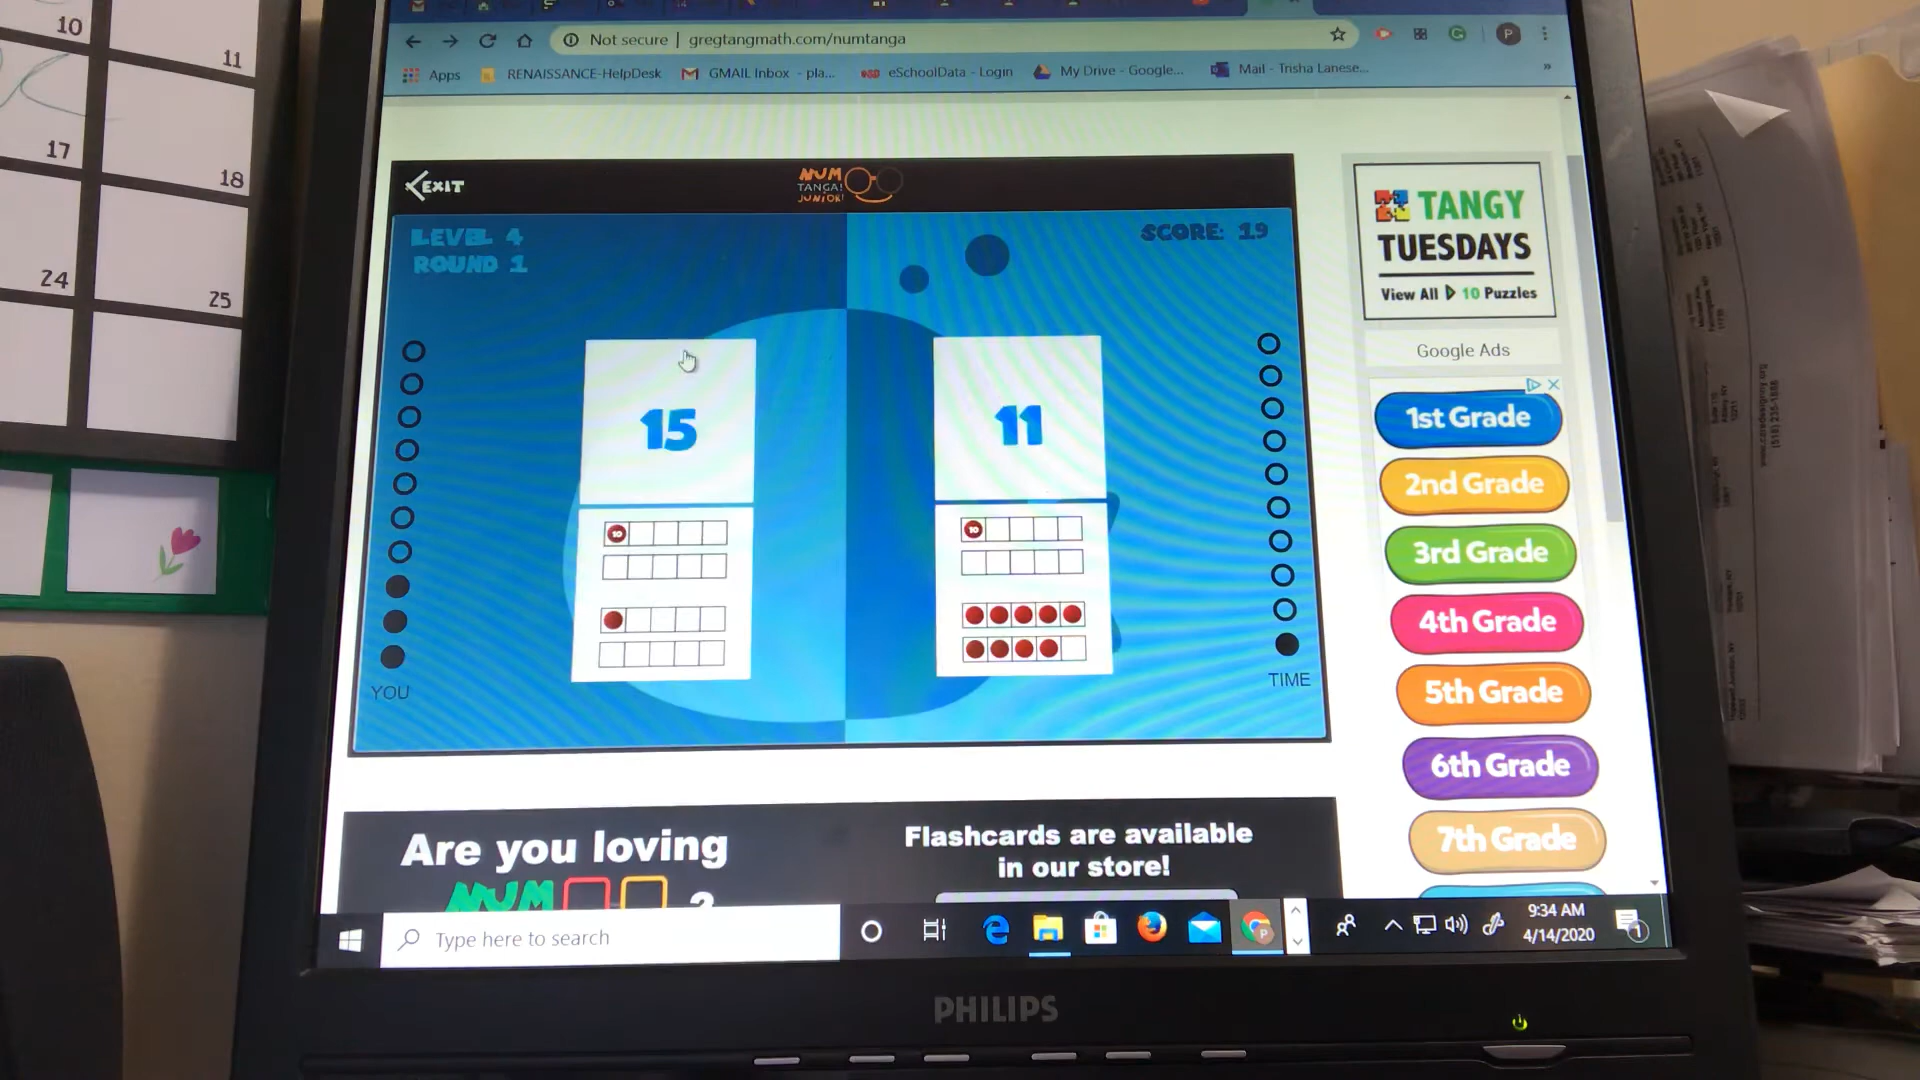 10
11
17
18
24
25
Not secure | gregtangmath.com/numtanga
P
Apps
RENAISSANCE-HelpDesk
GMAIL Inbox - pla...
eSchoolData - Login
My Drive - Google...
Mail - Trisha Lanese...
»
EXIT
NUM
TANGA!
JUNIOR!
LEVEL 4
ROUND 1
SCORE: 19
15
11
10
10
YOU
TIME
TANGY
TUESDAYS
View All 10 Puzzles
Google Ads
1st Grade
2nd Grade
3rd Grade
4th Grade
5th Grade
6th Grade
7th Grade
Are you loving
NUM ?
Flashcards are available
in our store!
Type here to search
P
9:34 AM
4/14/2020
1
PHILIPS